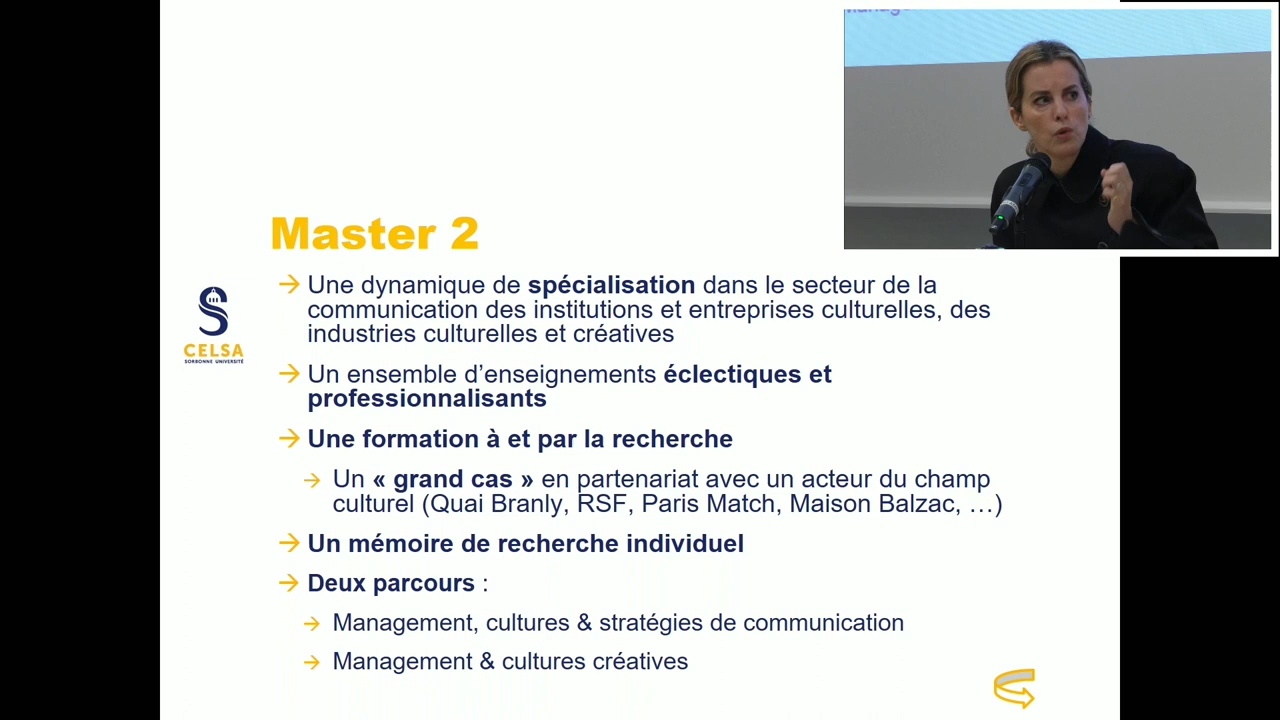 Master 2
Une dynamique de spécialisation dans le secteur de la
communication des institutions et entreprises culturelles, des
industries culturelles et créatives
Un ensemble d’enseignements éclectiques et
professionnalisants
Une formation à et par la recherche
Un « grand cas » en partenariat avec un acteur du champ
culturel (Quai Branly, RSF, Paris Match, Maison Balzac, …)
Un mémoire de recherche individuel
Deux parcours :
Management, cultures & stratégies de communication
Management & cultures créatives
CELSA
SORBONNE UNIVERSITÉ